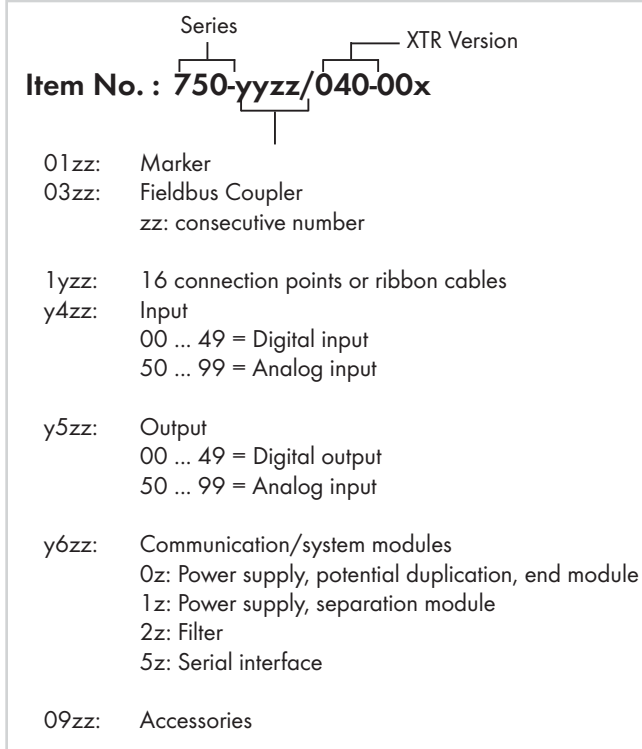 Series
XTR Version
Item No. : 750-yyzz/040-00x
01zz: Marker
03zz: Fieldbus Coupler
zz: consecutive number
1yzz: 16 connection points or ribbon cables
y4zz: Input
00 ... 49 = Digital input
50 ... 99 = Analog input
y5zz: Output
00 ... 49 = Digital output
50 ... 99 = Analog input
y6zz: Communication/system modules
0z: Power supply, potential duplication, end module
1z: Power supply, separation module
2z: Filter
5z: Serial interface
09zz: Accessories